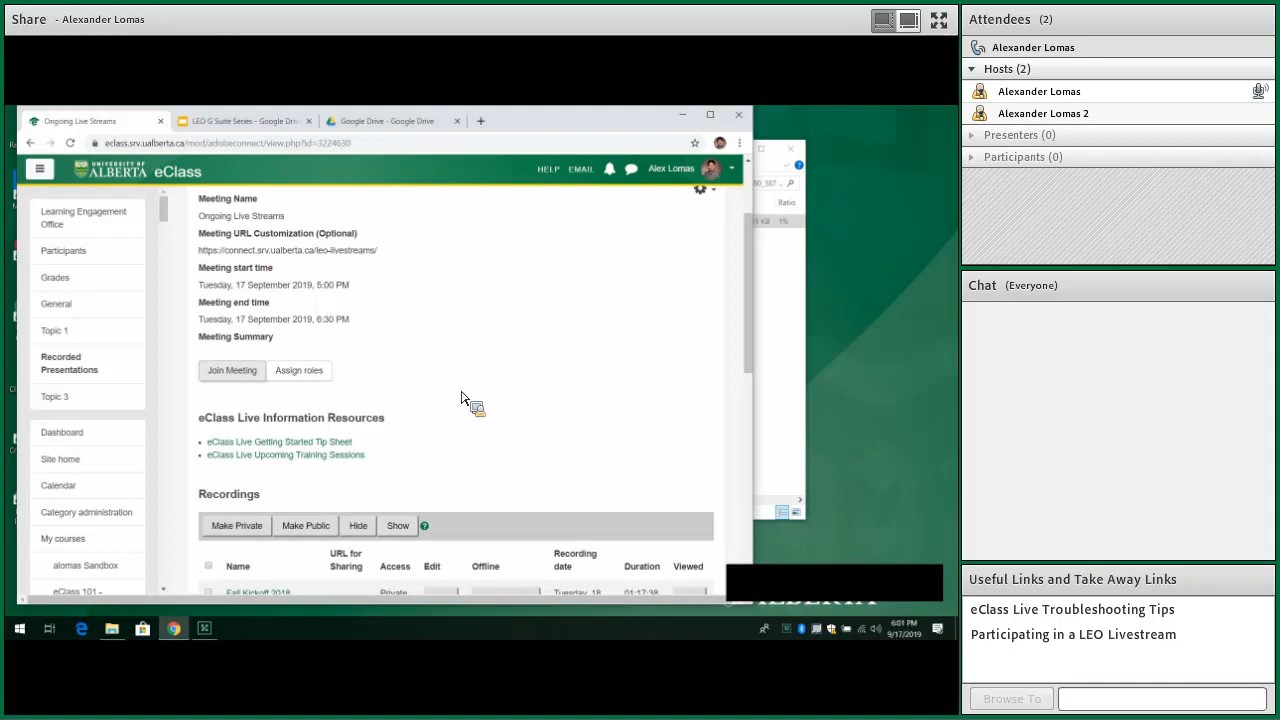 Share - Alexander Lomas
Ongoing Live Streams
LEO G Suite Series - Google Driv
Google Drive - Google Drive
eclass.srv.ualberta.ca/mod/adobeconnect/view.php?id=3224630
UNIVERSITY OF
ALBERTA eClass
HELP EMAIL
Alex Lomas
Learning Engagement
Office
Participants
Grades
General
Topic 1
Recorded
Presentations
Topic 3
Dashboard
Site home
Calendar
Category administration
My courses
alomas Sandbox
eClass 101 -
Meeting Name
Ongoing Live Streams
Meeting URL Customization (Optional)
https://connect.srv.ualberta.ca/leo-livestreams/
Meeting start time
Tuesday, 17 September 2019, 5:00 PM
Meeting end time
Tuesday, 17 September 2019, 6:30 PM
Meeting Summary
Join Meeting Assign roles
eClass Live Information Resources
eClass Live Getting Started Tip Sheet
eClass Live Upcoming Training Sessions
Recordings
Make Private Make Public Hide Show
Name
URL for
Sharing
Access
Edit
Offline
Recording
date
Duration
Viewed
Fall Kickoff 2018
Private
Tuesday, 18
01:17:38
Ratio
1%
6:01 PM
9/17/2019
Attendees (2)
Alexander Lomas
Hosts (2)
Alexander Lomas
Alexander Lomas 2
Presenters (0)
Participants (0)
Chat (Everyone)
Useful Links and Take Away Links
eClass Live Troubleshooting Tips
Participating in a LEO Livestream
Browse To